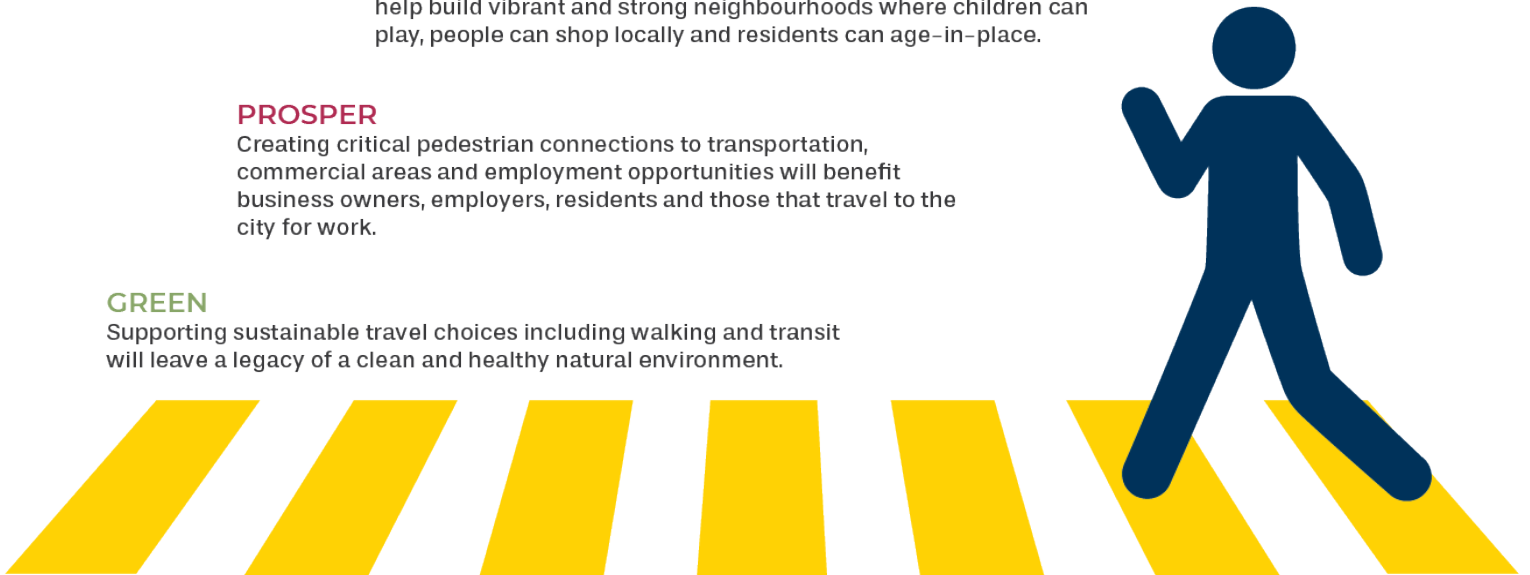 help build vibrant and strong neighbourhoods where children can
play, people can shop locally and residents can age-in-place.
PROSPER
Creating critical pedestrian connections to transportation,
commercial areas and employment opportunities will benefit
business owners, employers, residents and those that travel to the
city for work.
GREEN
Supporting sustainable travel choices including walking and transit
will leave a legacy of a clean and healthy natural environment.